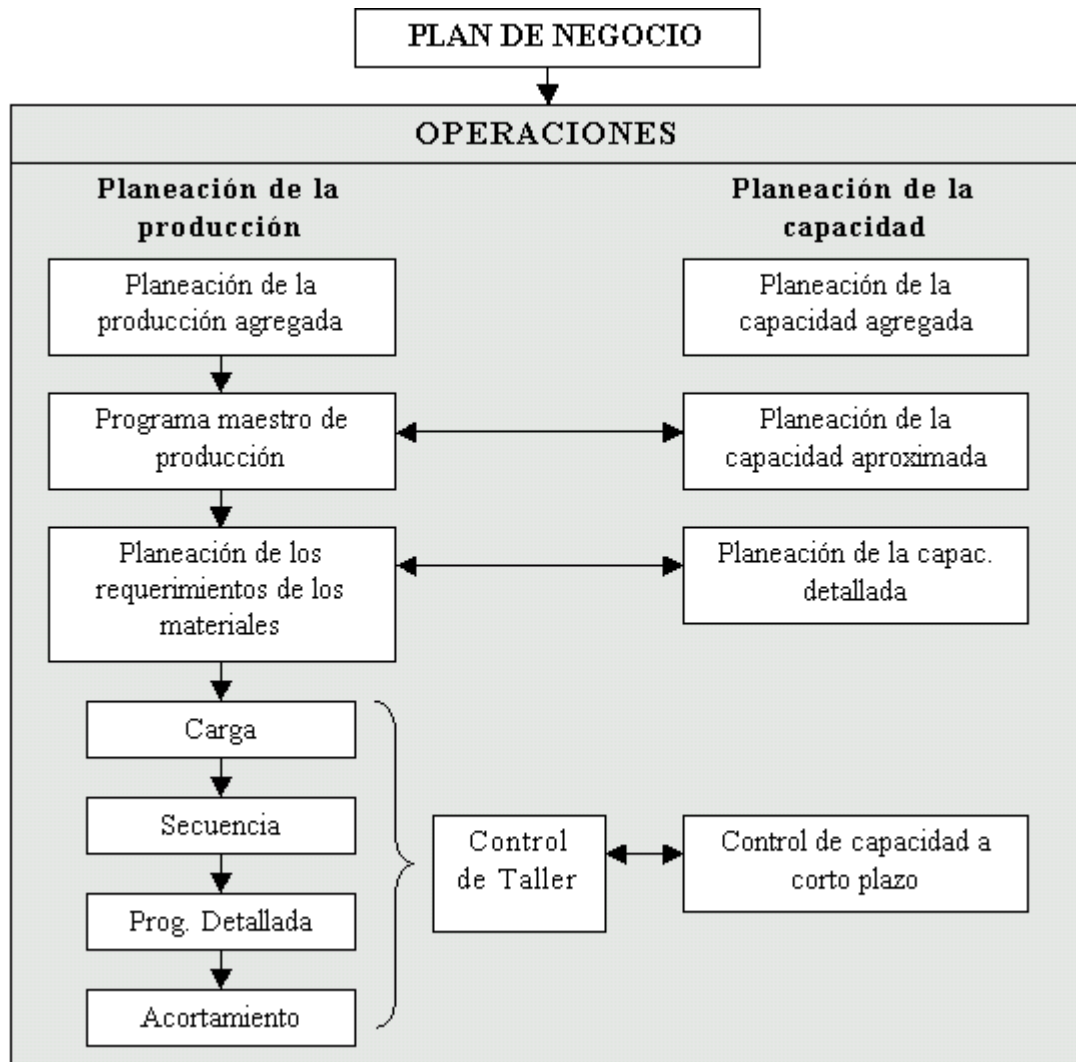 PLAN DE NEGOCIO
OPERACIONES
Planeación de la
producción
Planeación de la
capacidad
Planeación de la
producción agregada
Planeación de la
capacidad agregada
Programa maestro de
producción
Planeación de la
capacidad aproximada
Planeación de los
requerimientos de los
materiales
Planeación de la capac.
detallada
Carga
Secuencia
Prog. Detallada
Acortamiento
Control
de Taller
Control de capacidad a
corto plazo